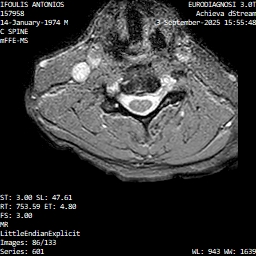 IFOULIS ANTONIOS
157958
14-January-1974 M
C SPINE
mFFE-MS
EURODIAGNOSI 3.0T
Achieva dStream
3-September-2025 15:55:48
ST: 3.00 SL: 47.61
RT: 753.59 ET: 4.80
FS: 3.00
MR
LittleEndianExplicit
Images: 86/133
Series: 601
WL: 943 WW: 1639